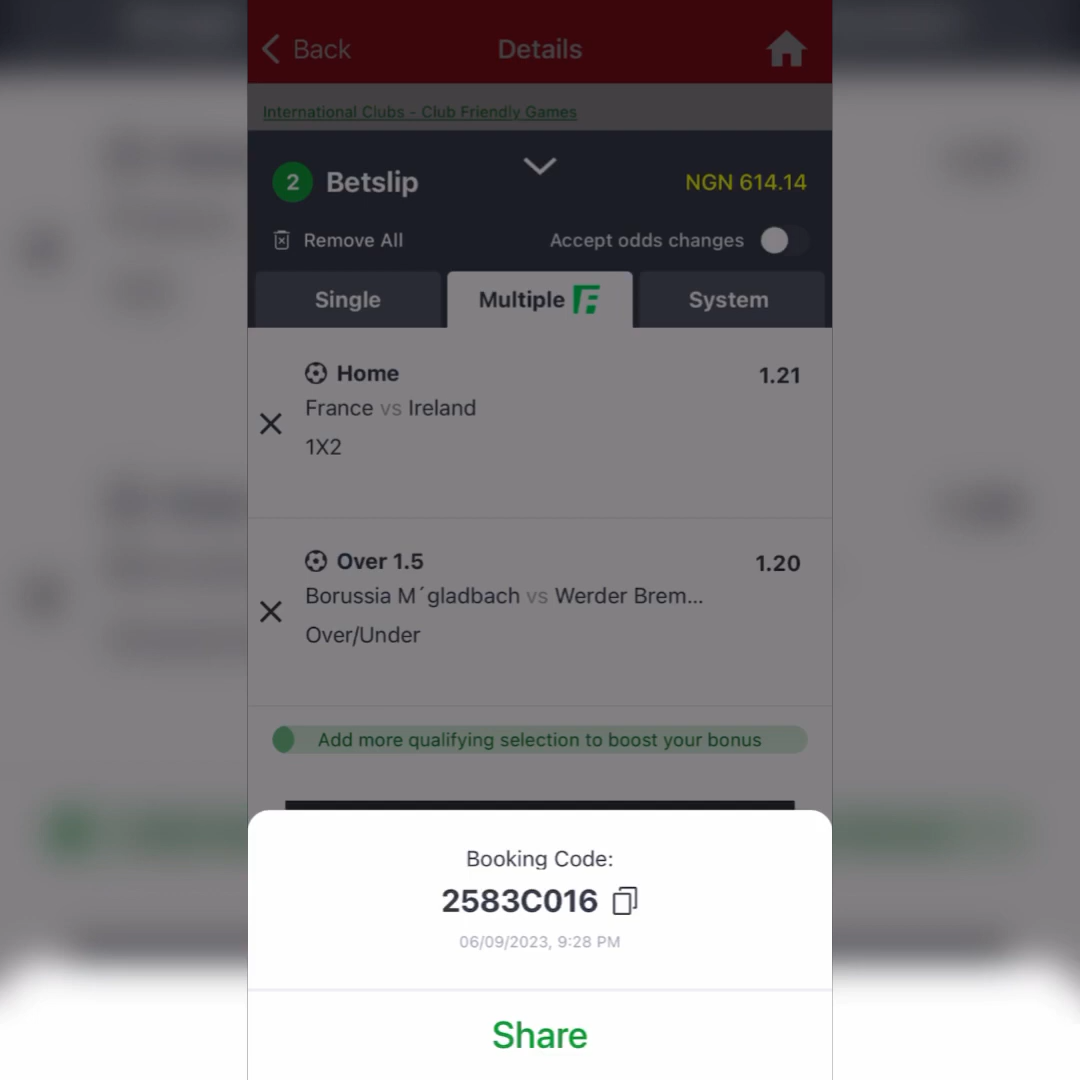 Back Details
International Clubs - Club Friendly Games
2 Betslip NGN 614.14
Remove All Accept odds changes
Single Multiple System
Home 1.21
France vs Ireland
1X2
Over 1.5 1.20
Borussia M´gladbach vs Werder Brem...
Over/Under
Add more qualifying selection to boost your bonus
Booking Code:
2583C016
06/09/2023, 9:28 PM
Share